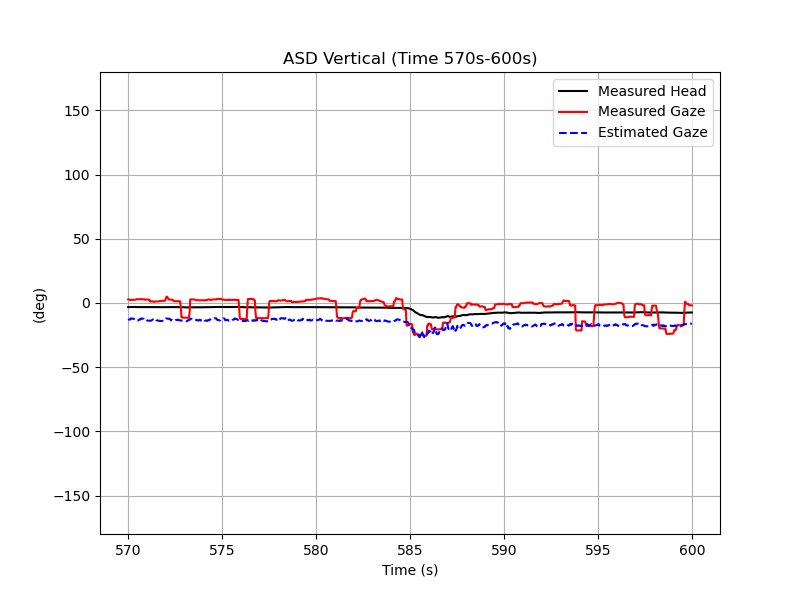 ASD Vertical (Time 570s-600s)
Measured Head
Measured Gaze
Estimated Gaze
150
100
50
0
−50
−100
−150
(deg)
570 575 580 585 590 595 600
Time (s)